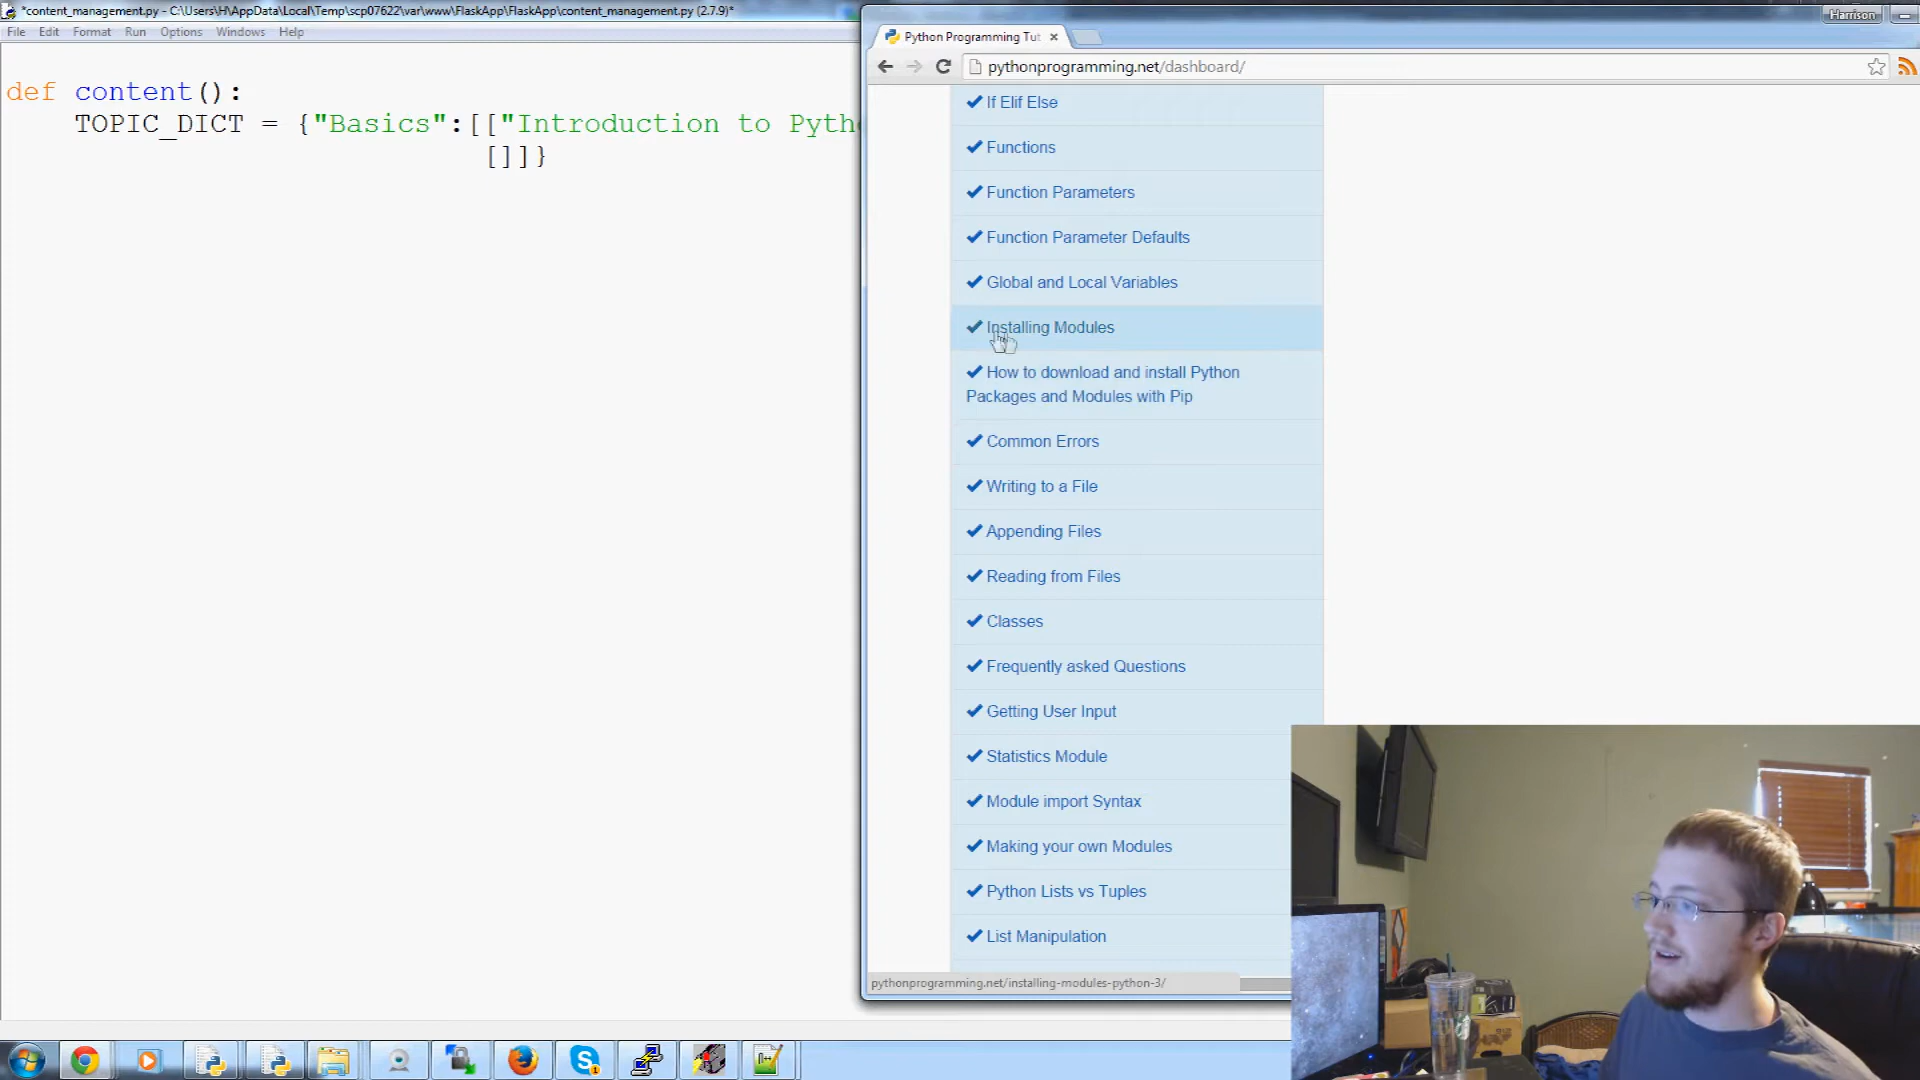 *content_management.py - C:\Users\H\AppData\Local\Temp\scp07622\var\www\FlaskApp\FlaskApp\content_management.py (2.7.9)*
File Edit Format Run Options Windows Help
def content():
TOPIC_DICT = {"Basics":[["Introduction to Pyth
[]]}
Harrison
Python Programming Tut
pythonprogramming.net/dashboard/
If Elif Else
Functions
Function Parameters
Function Parameter Defaults
Global and Local Variables
Installing Modules
How to download and install Python
Packages and Modules with Pip
Common Errors
Writing to a File
Appending Files
Reading from Files
Classes
Frequently asked Questions
Getting User Input
Statistics Module
Module import Syntax
Making your own Modules
Python Lists vs Tuples
List Manipulation
pythonprogramming.net/installing-modules-python-3/